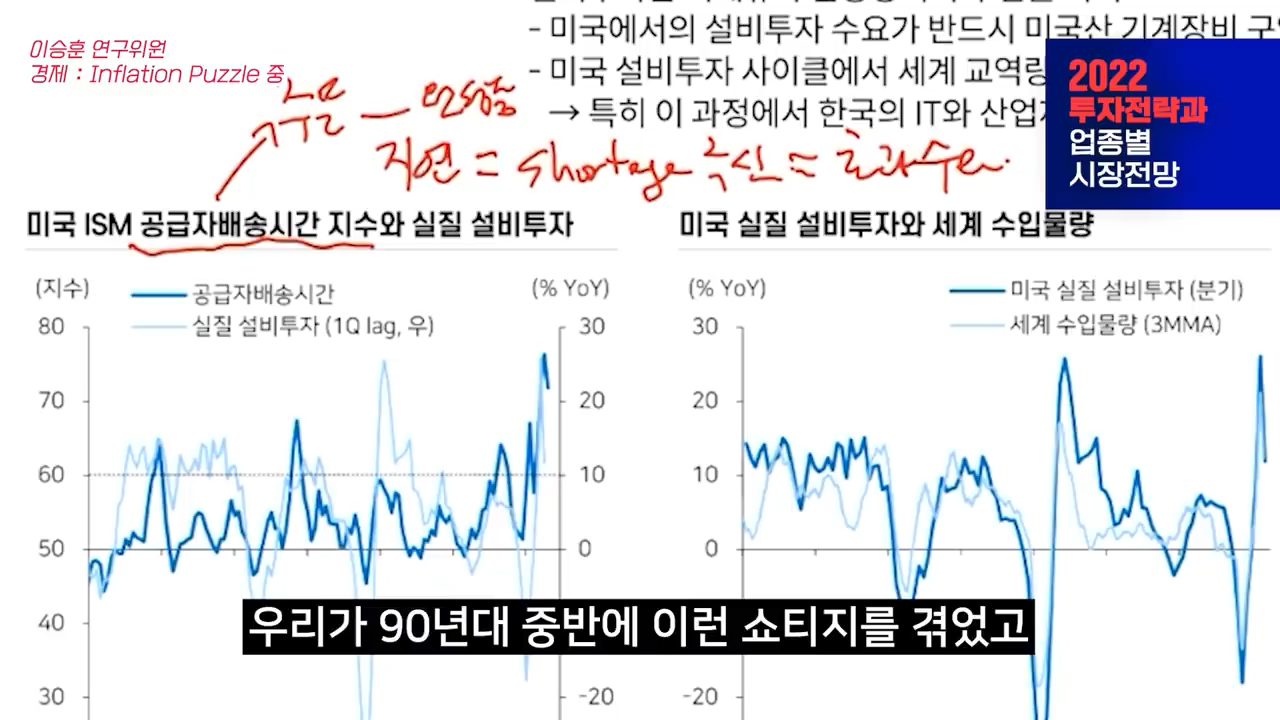 이승훈 연구위원
경제 : Inflation Puzzle 중
- 미국에서의 설비투자 수요가 반드시 미국산 기계장비 구
- 미국 설비투자 사이클에서 세계 교역량
→ 특히 이 과정에서 한국의 IT와 산업
2022
투자전략과
업종별
시장전망
지연 = shortage
미국 ISM 공급자배송시간 지수와 실질 설비투자
(지수)
공급자배송시간
실질 설비투자 (1Q lag, 우)
(% YoY)
80
70
60
50
40
30
30
20
10
0
-20
미국 실질 설비투자와 세계 수입물량
(% YoY)
미국 실질 설비투자 (분기)
세계 수입물량 (3MMA)
30
20
10
0
-20
우리가 90년대 중반에 이런 쇼티지를 겪었고